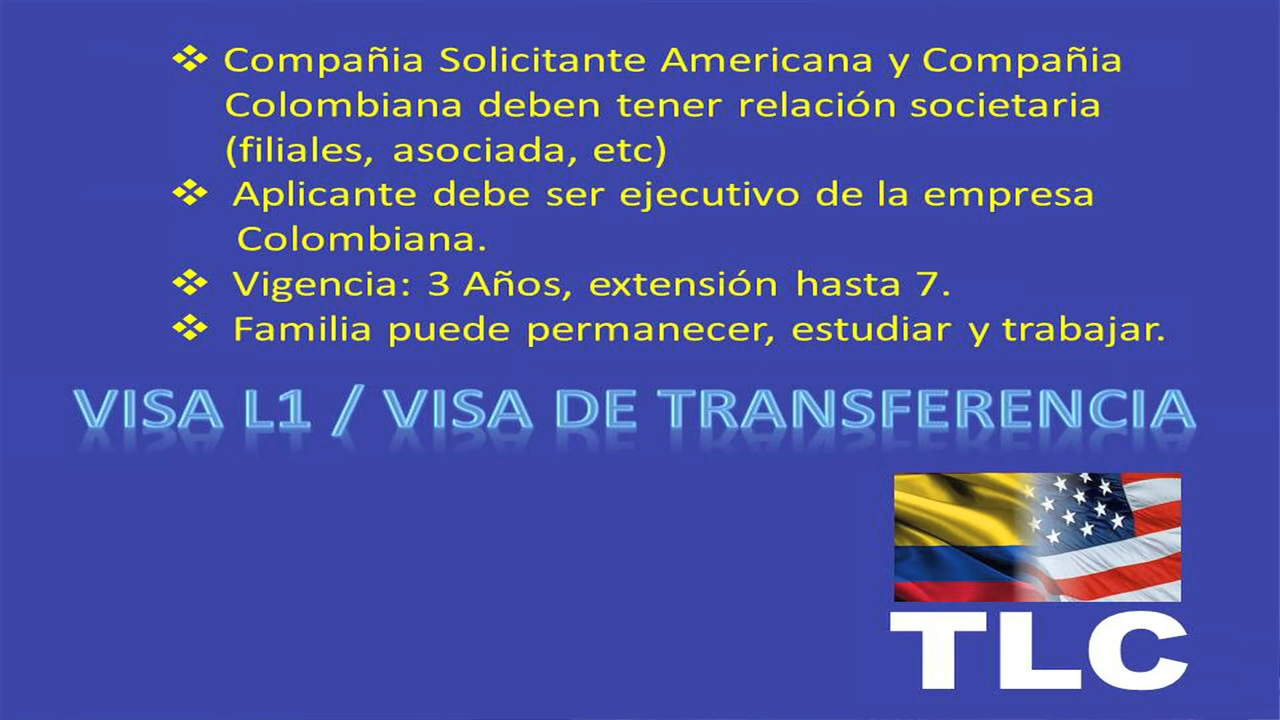 ❖ Compañia Solicitante Americana y Compañia
Colombiana deben tener relación societaria
(filiales, asociada, etc)
❖ Aplicante debe ser ejecutivo de la empresa
Colombiana.
❖ Vigencia: 3 Años, extensión hasta 7.
❖ Familia puede permanecer, estudiar y trabajar.
VISA L1 / VISA DE TRANSFERENCIA
TLC